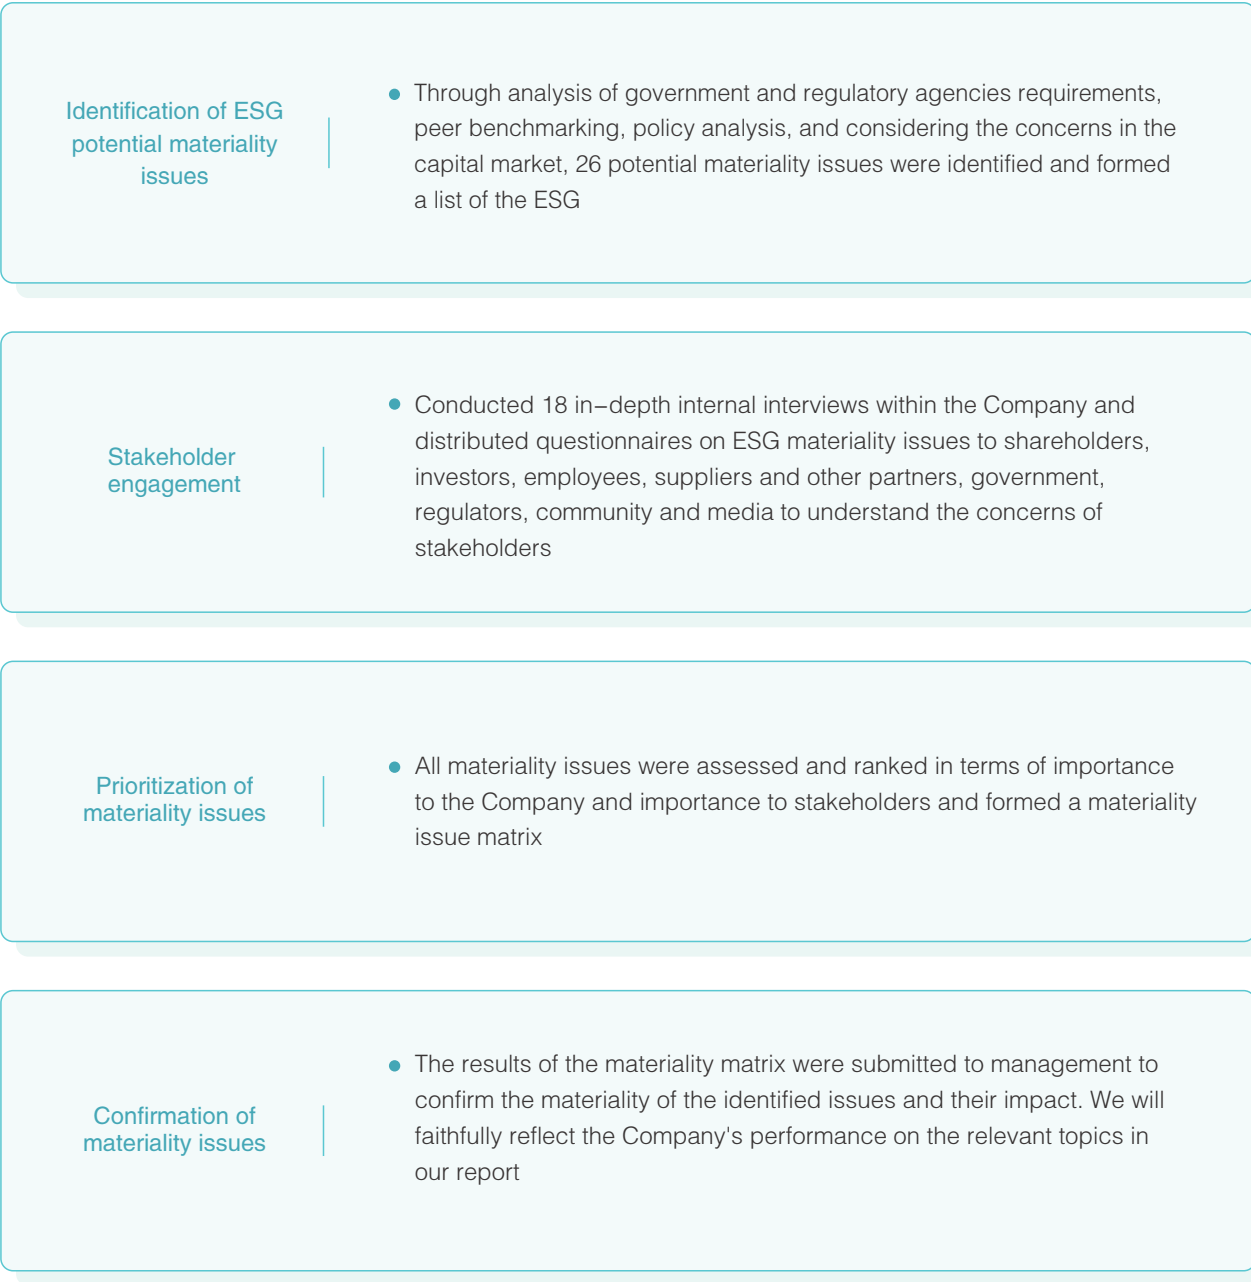 Identification of ESG
potential materiality
issues
Through analysis of government and regulatory agencies requirements,
peer benchmarking, policy analysis, and considering the concerns in the
capital market, 26 potential materiality issues were identified and formed
a list of the ESG
Stakeholder
engagement
Conducted 18 in–depth internal interviews within the Company and
distributed questionnaires on ESG materiality issues to shareholders,
investors, employees, suppliers and other partners, government,
regulators, community and media to understand the concerns of
stakeholders
Prioritization of
materiality issues
All materiality issues were assessed and ranked in terms of importance
to the Company and importance to stakeholders and formed a materiality
issue matrix
Confirmation of
materiality issues
The results of the materiality matrix were submitted to management to
confirm the materiality of the identified issues and their impact. We will
faithfully reflect the Company's performance on the relevant topics in
our report